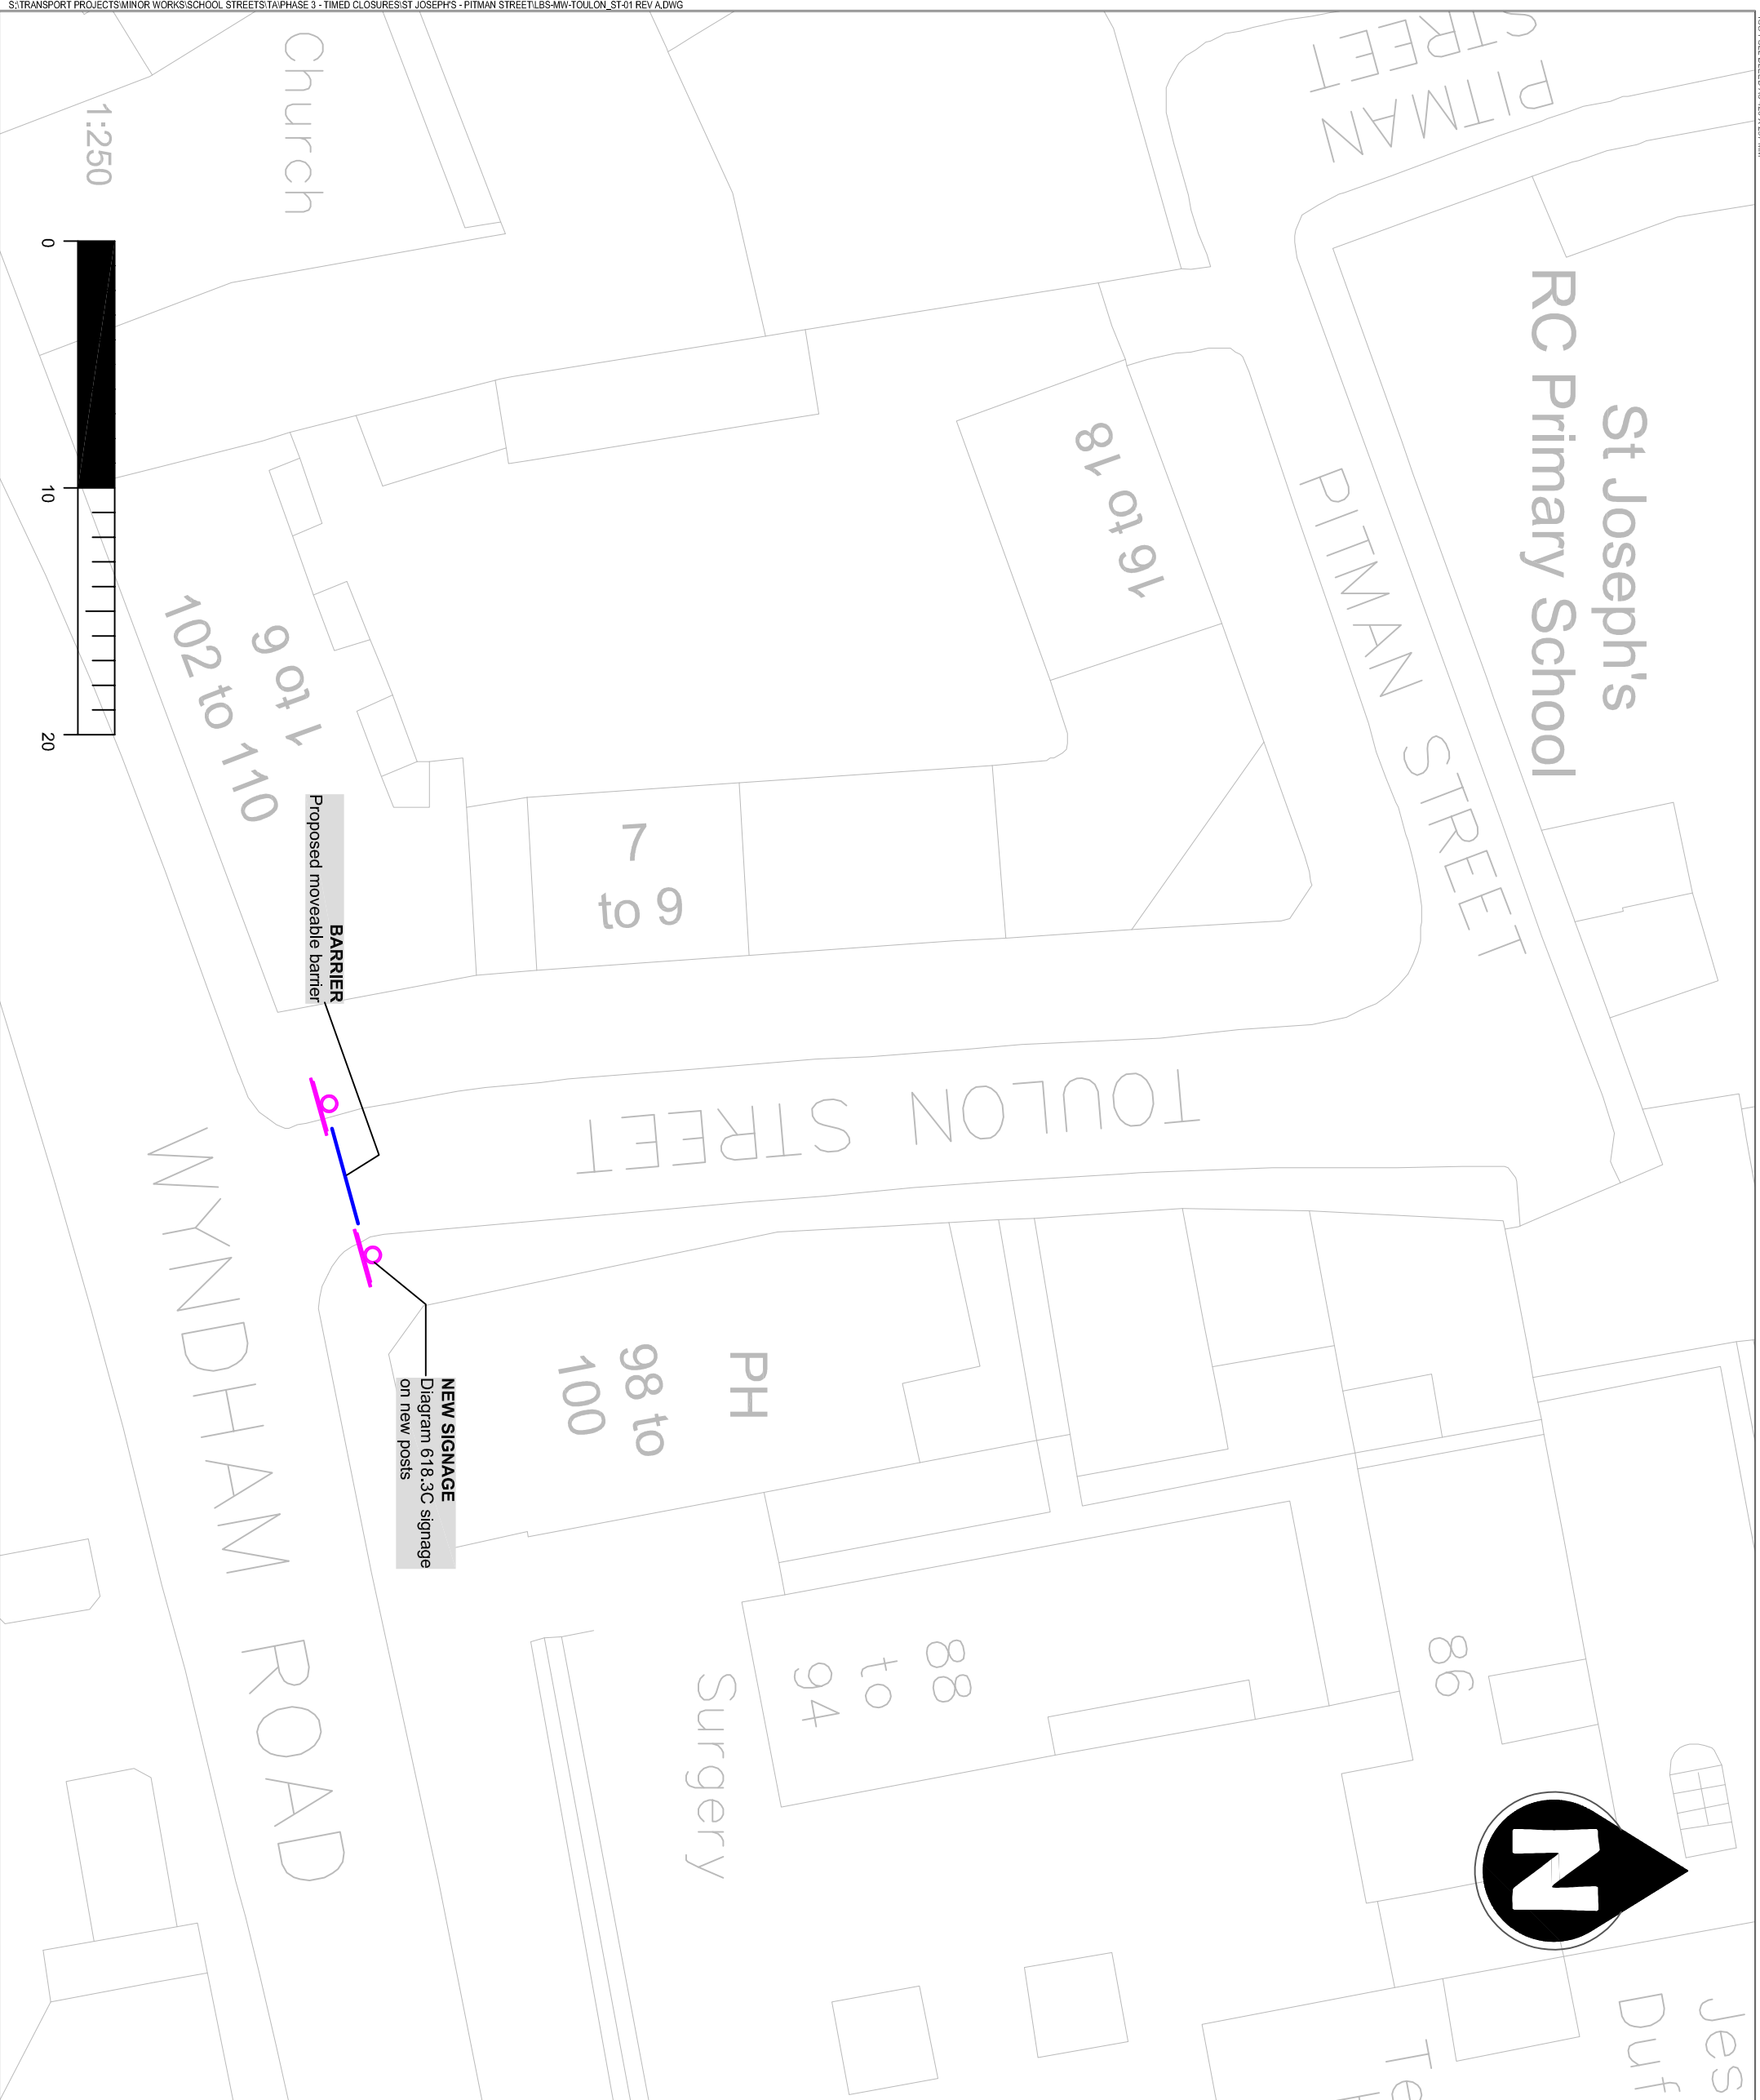 S:\TRANSPORT PROJECTS\MINOR WORKS\SCHOOL STREETS\TA\PHASE 3 - TIMED CLOSURES\ST JOSEPH'S - PITMAN STREET\LBS-MW-TOULON_ST-01 REV A.DWG
St Joseph's
RC Primary School
PITMAN
STREET
PITMAN STREET
16 to 18
TOULON STREET
7
to 9
Church
1:250
0
10
20
1 to 6
102 to 110
BARRIER
Proposed moveable barrier
NEW SIGNAGE
Diagram 618.3C signage
on new posts
PH
98 to
100
WYNDHAM ROAD
88
to
94
Surgery
86
N
Jes
Duf
Te